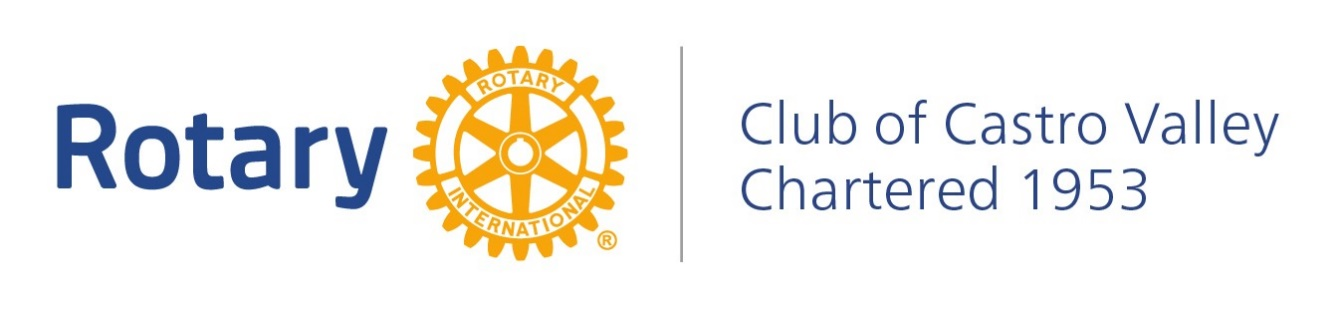 Rotary
ROTARY
INTERNATIONAL
®
Club of Castro Valley
Chartered 1953